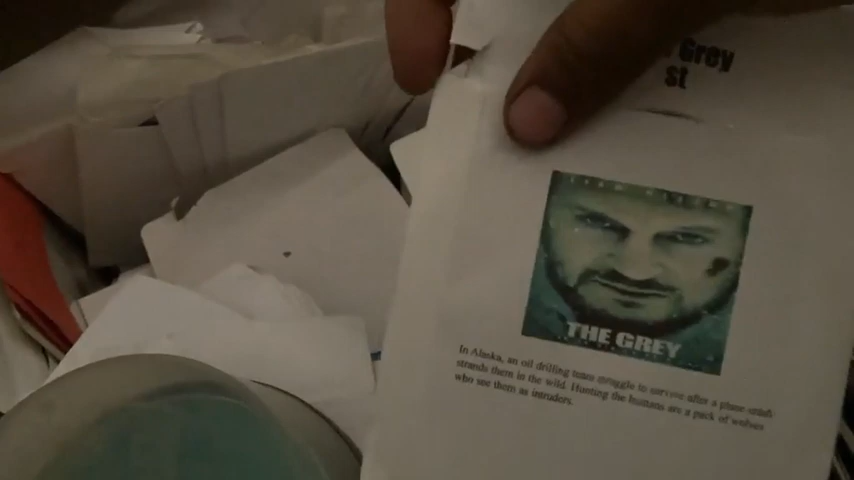 Grey
st
THE GREY
In Alaska, an oil drilling team struggle to survive after a plane crash
strands there in the wild. Hunting the humans are a pack of wolves
who see them as intruders.